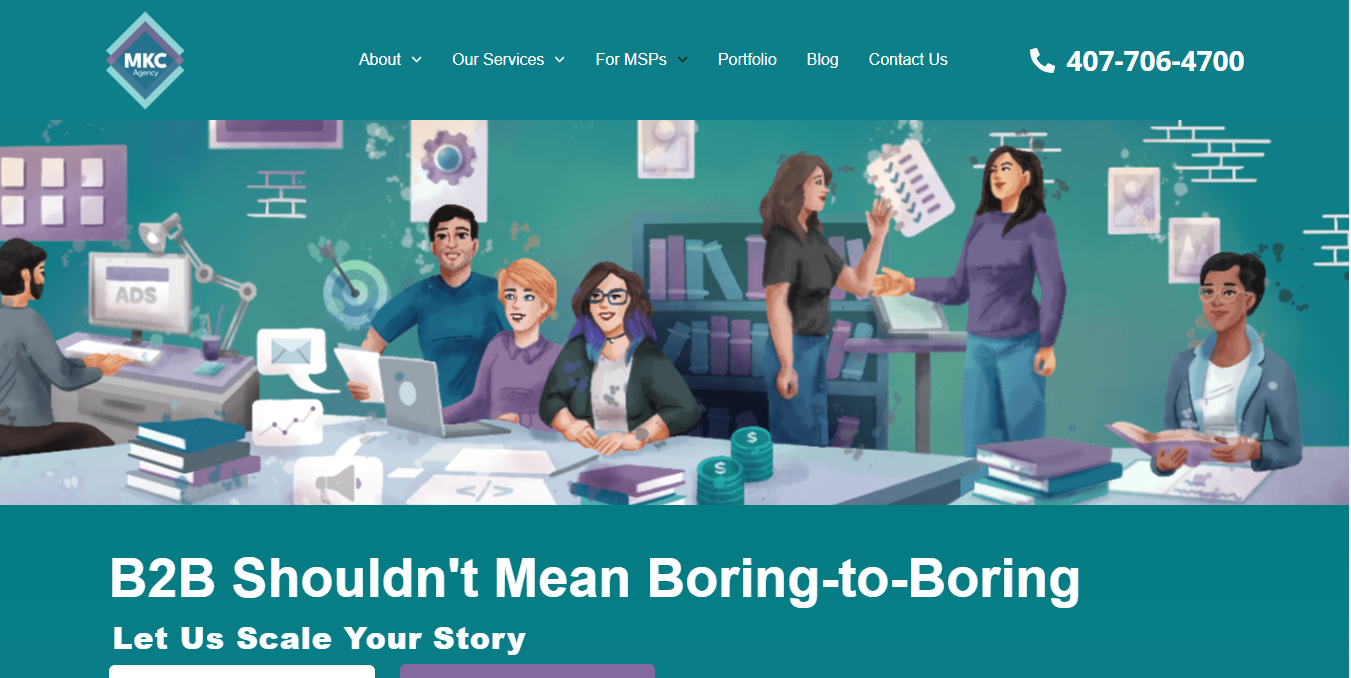 MKC
Agency
About
Our Services
For MSPs
Portfolio
Blog
Contact Us
407-706-4700
ADS
$
$
</>
B2B Shouldn't Mean Boring-to-Boring
Let Us Scale Your Story